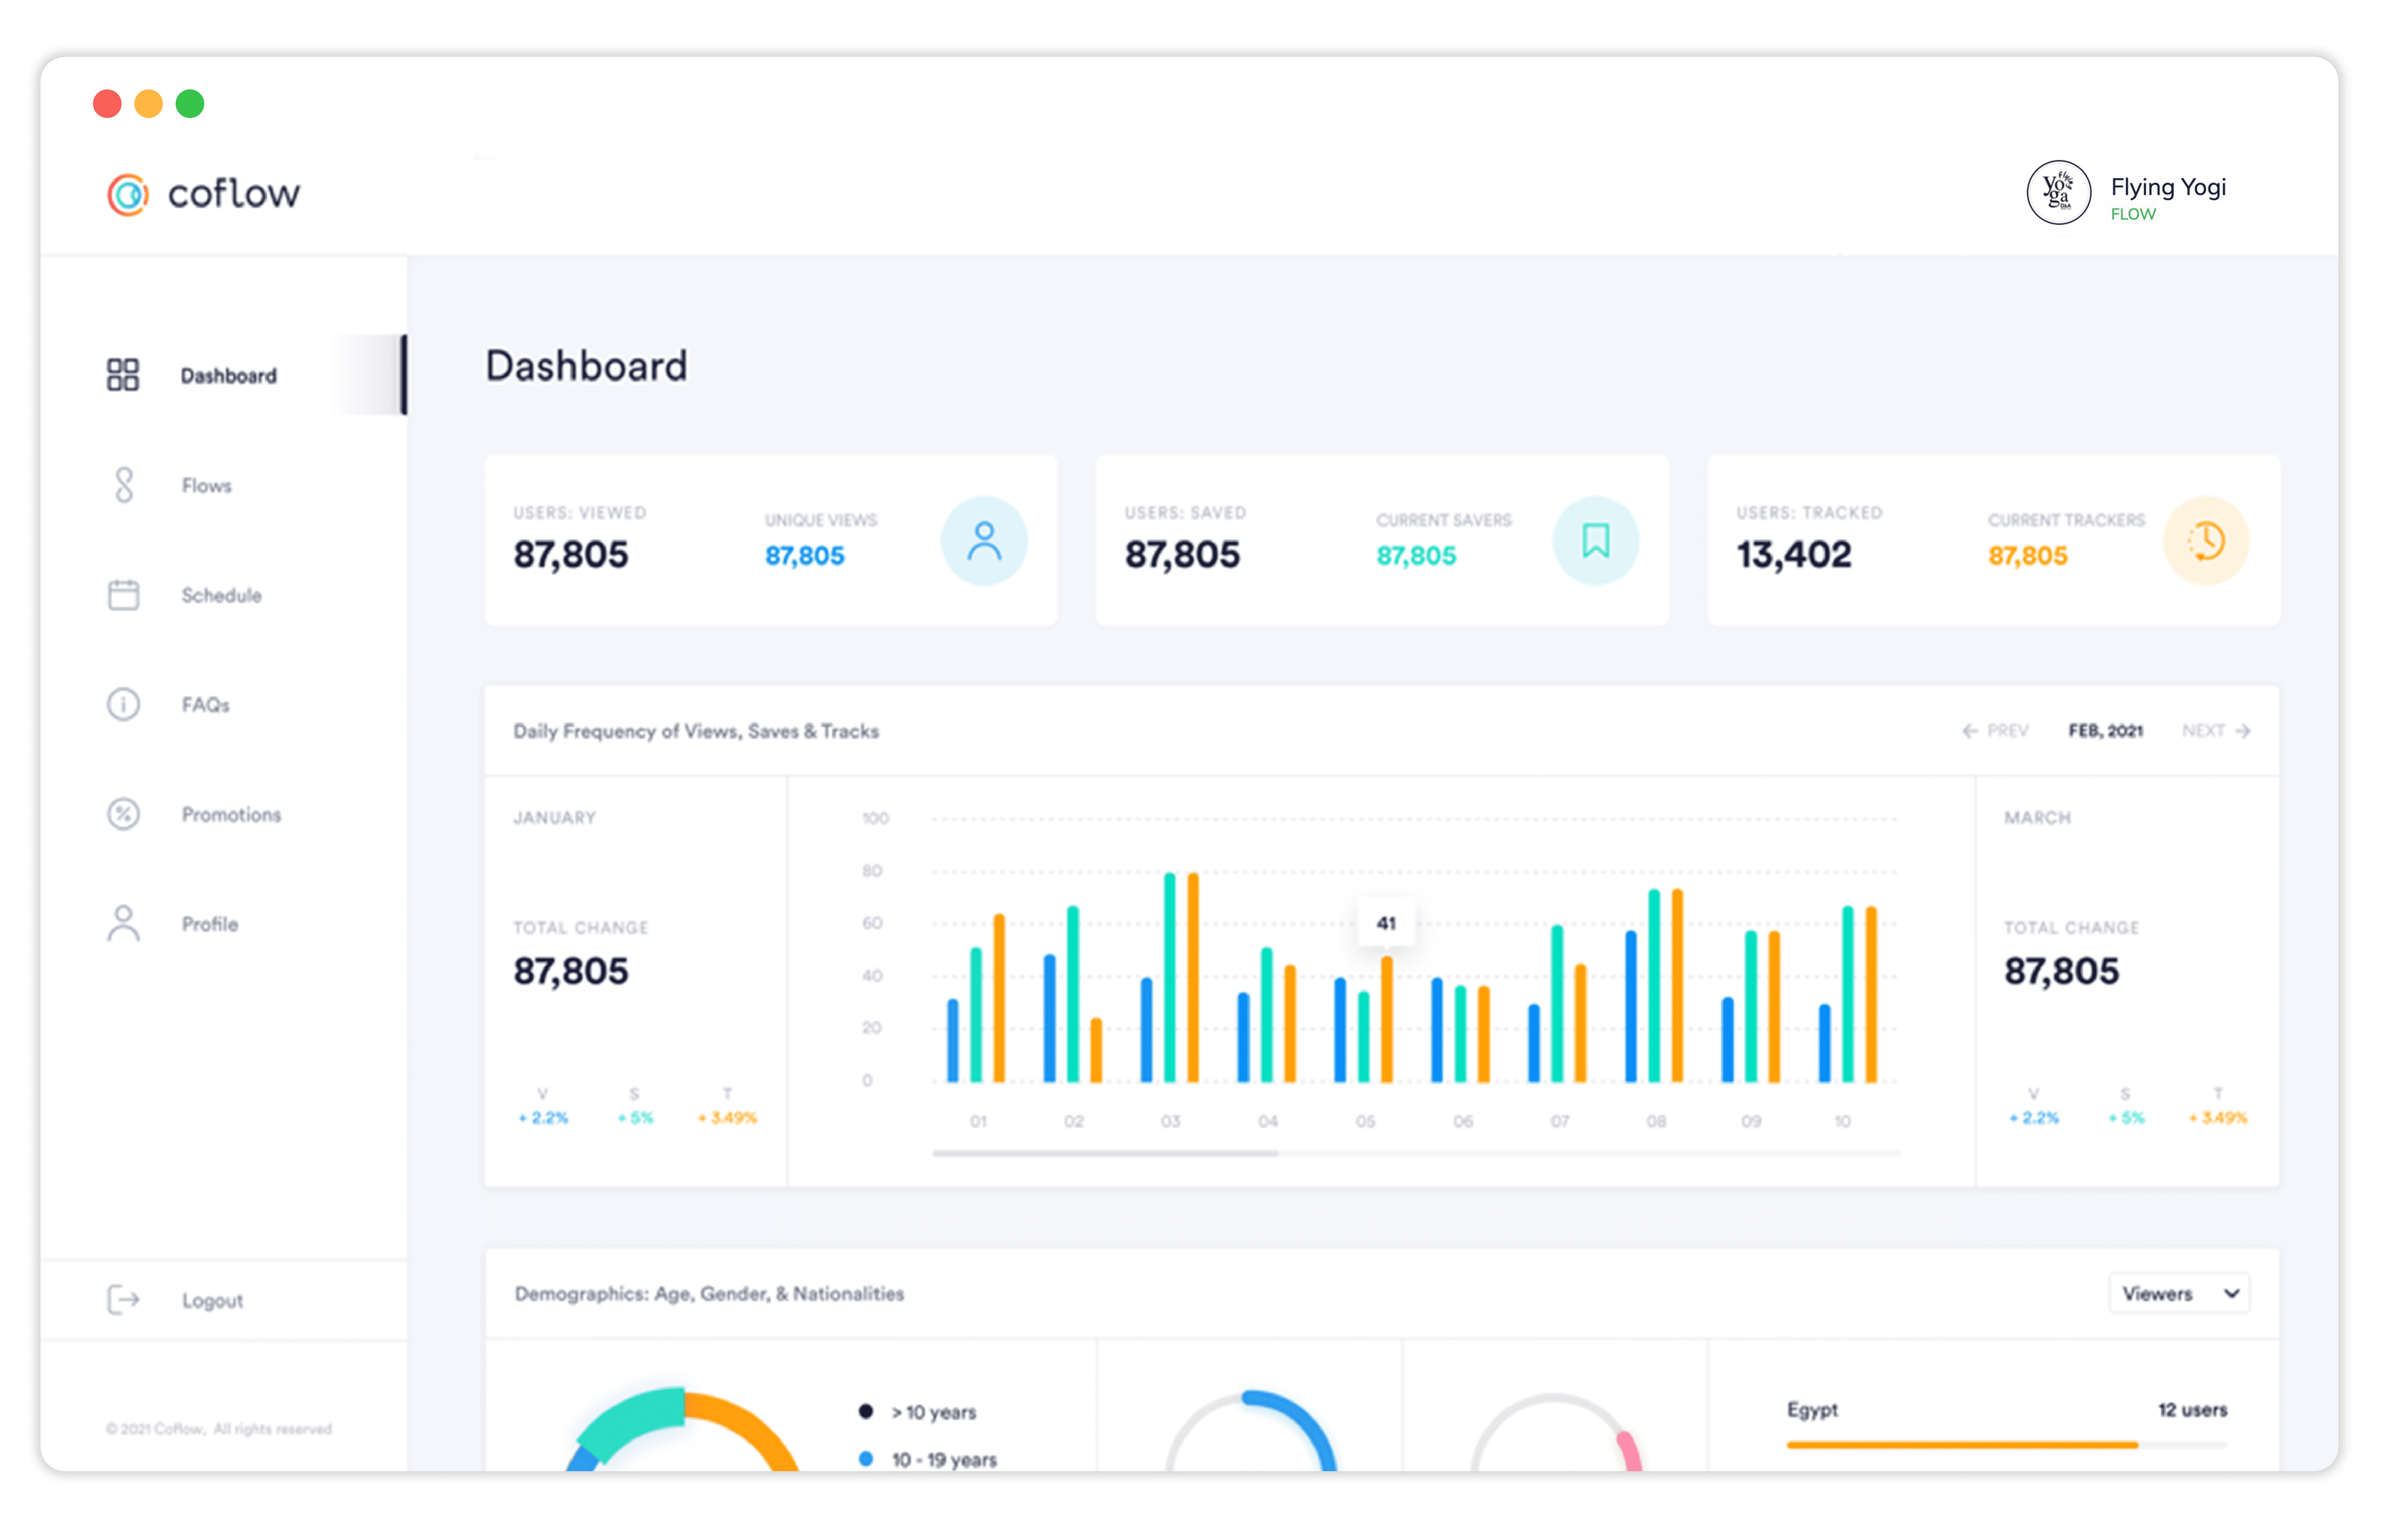 coflow
yoga
Flying Yogi
FLOW
Dashboard
Flows
Schedule
FAQs
Promotions
Profile
Logout
© 2021 Coflow, All rights reserved
Dashboard
USERS: VIEWED
87,805
UNIQUE VIEWS
87,805
USERS: SAVED
87,805
CURRENT SAVERS
87,805
USERS: TRACKED
13,402
CURRENT TRACKERS
87,805
Daily Frequency of Views, Saves & Tracks
PREV FEB, 2021 NEXT
JANUARY
TOTAL CHANGE
87,805
V S T
+ 2.2% + 5% + 3.49%
100
80
60
40
20
0
41
01 02 03 04 05 06 07 08 09 10
MARCH
TOTAL CHANGE
87,805
V S T
+ 2.2% + 5% + 3.49%
Demographics: Age, Gender, & Nationalities
Viewers
> 10 years
10 - 19 years
Egypt 12 users